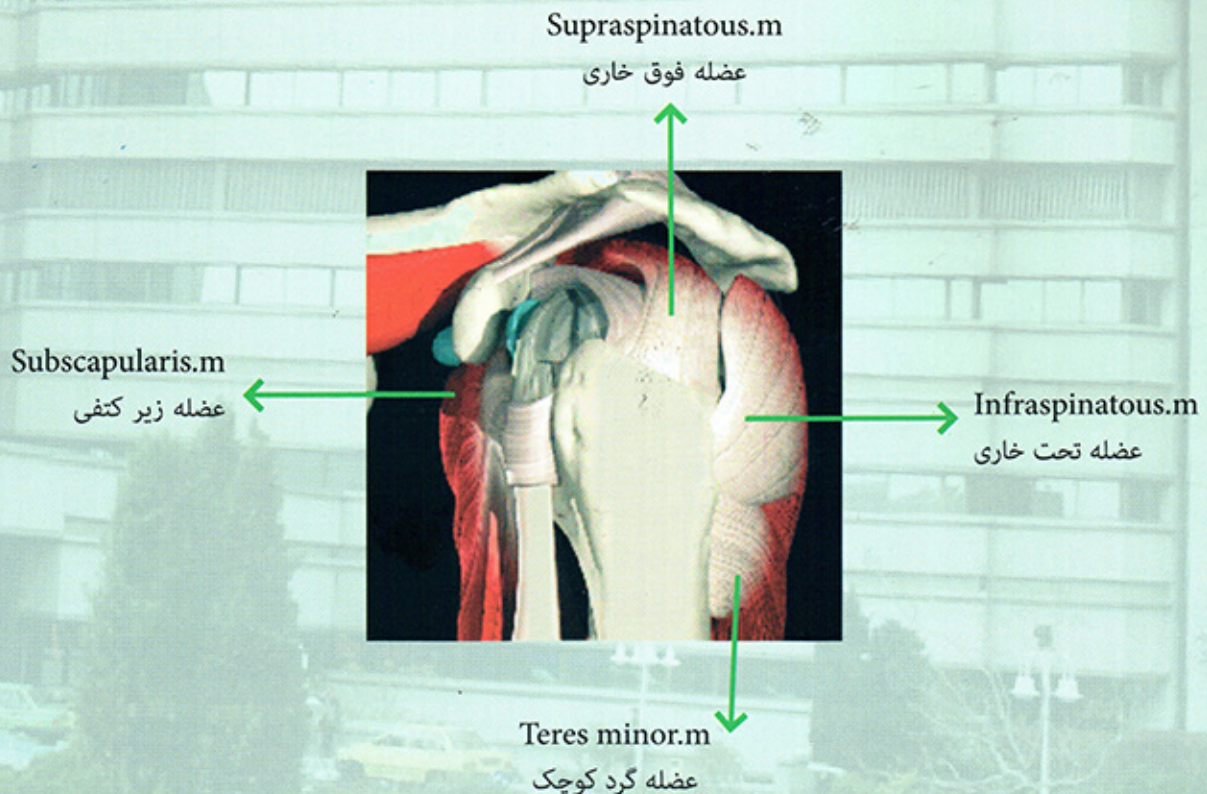 Supraspinatous.m
عضله فوق خاری
Subscapularis.m
عضله زیر کتفی
Infraspinatous.m
عضله تحت خاری
Teres minor.m
عضله گرد کوچک